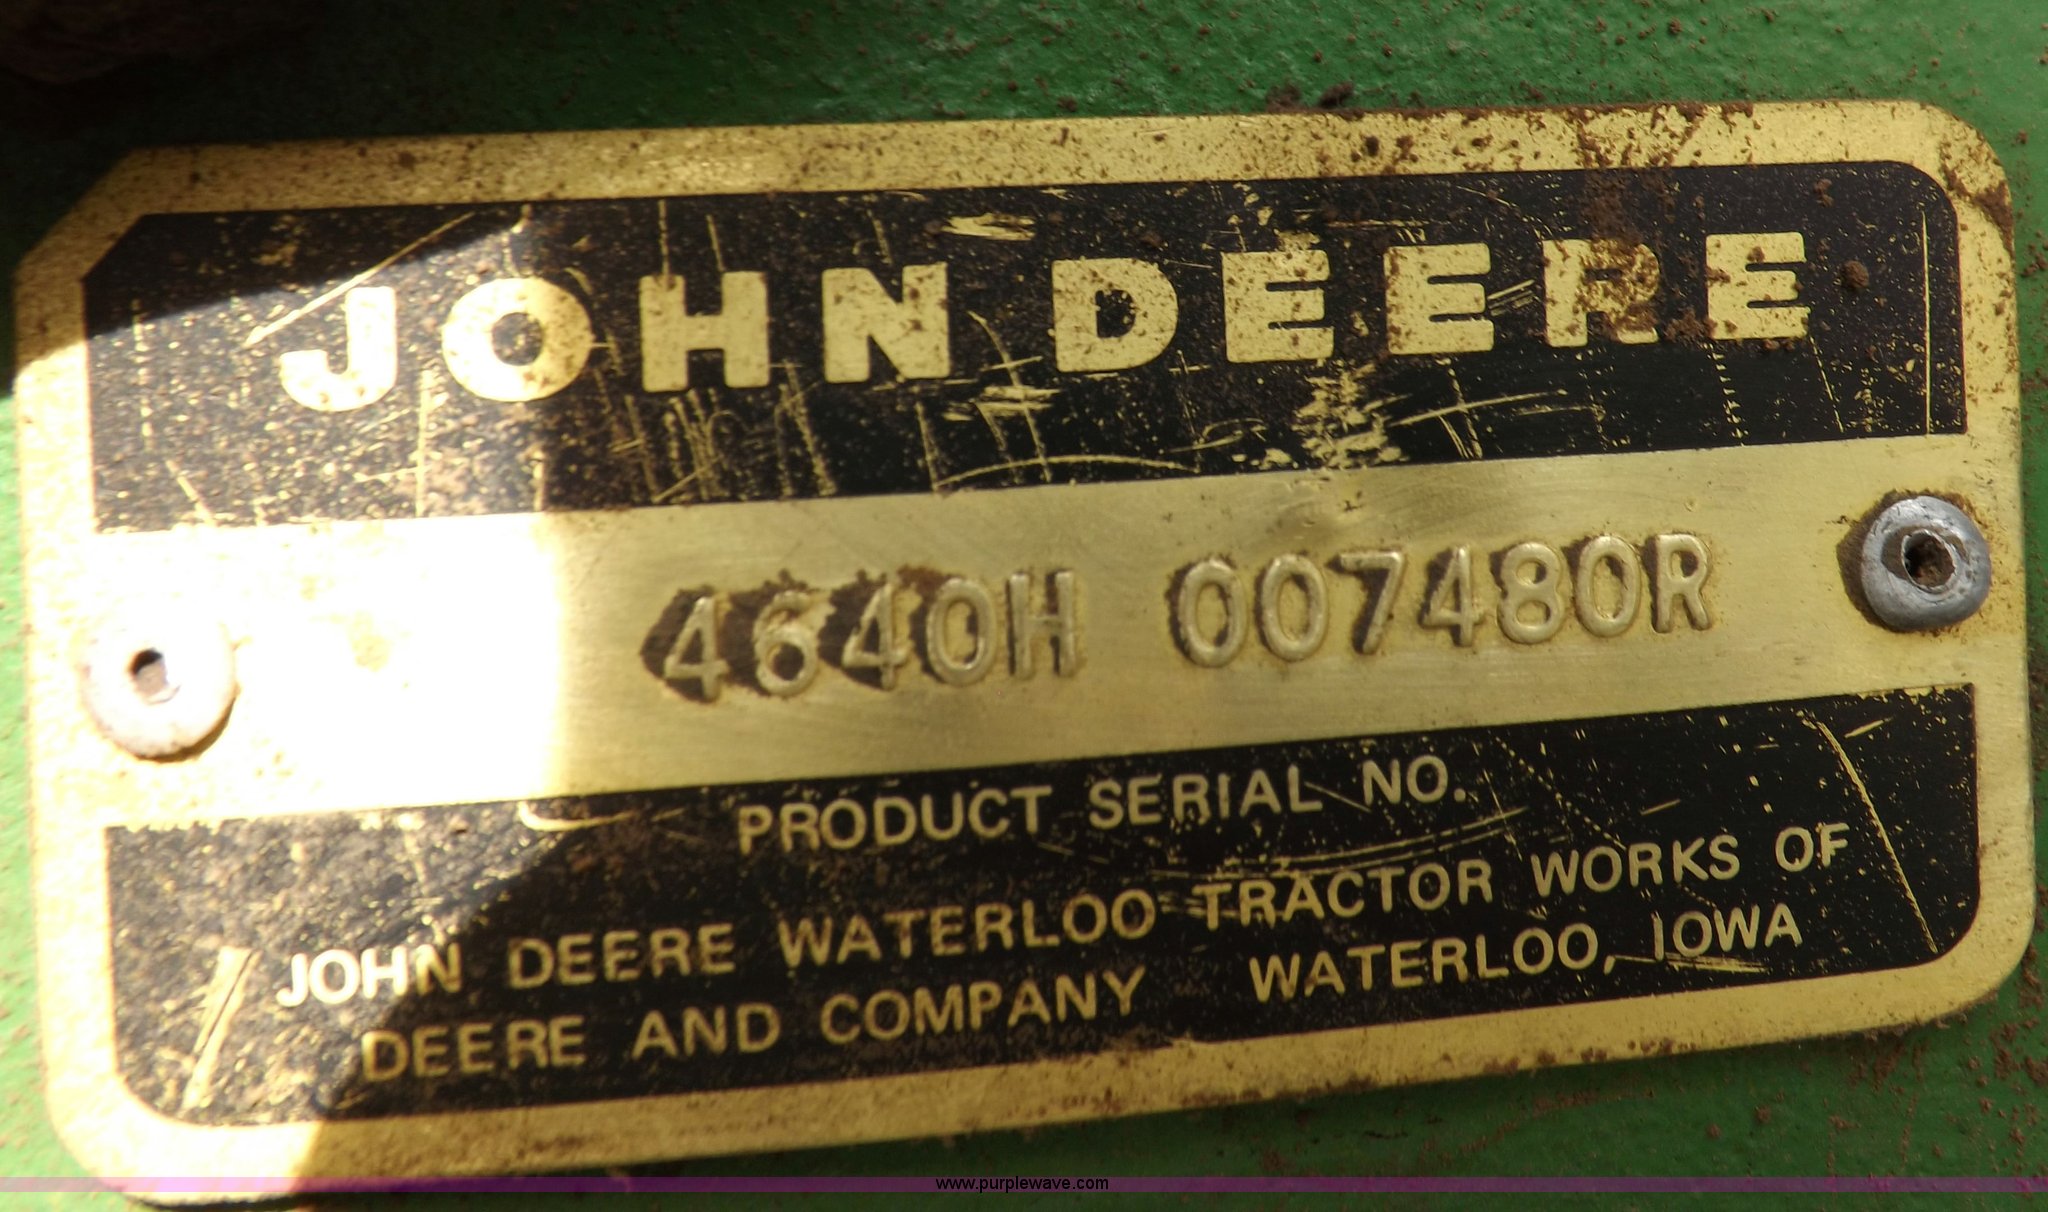 JOHN DEERE
4640H 007480R
PRODUCT SERIAL NO.
JOHN DEERE WATERLOO TRACTOR WORKS OF
DEERE AND COMPANY WATERLOO, IOWA
www.purplewave.com